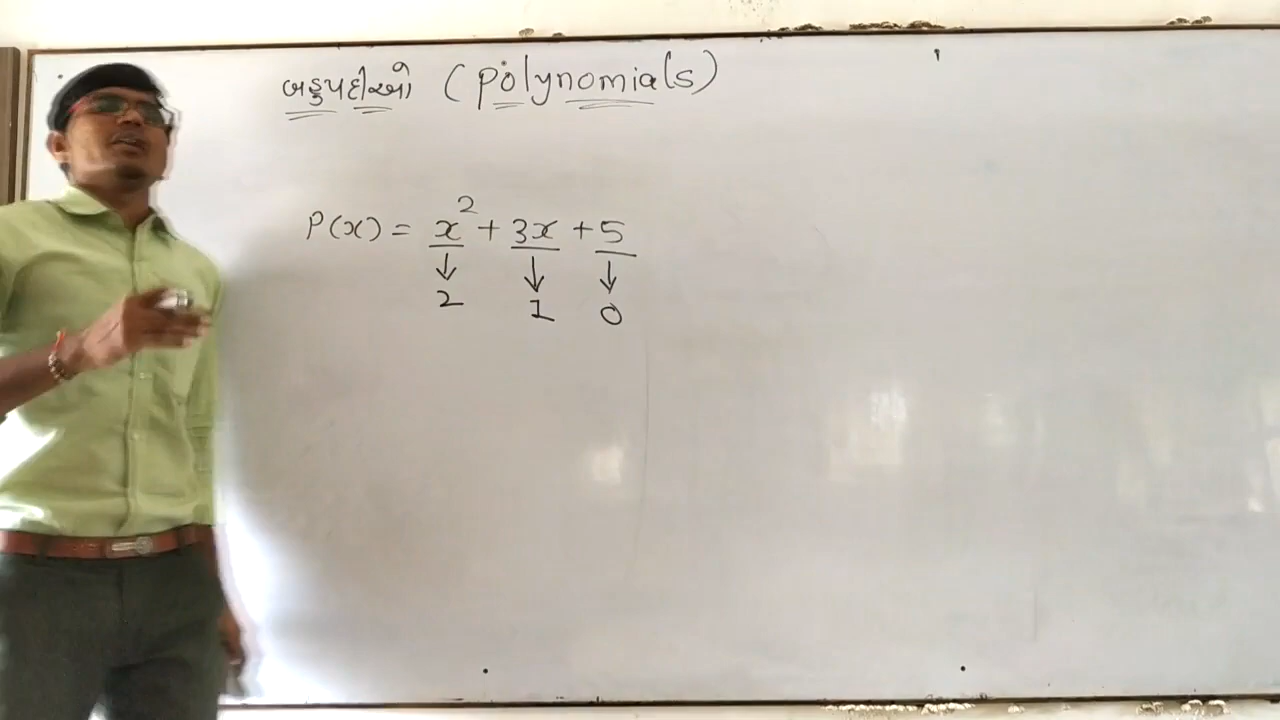 બહુપદીઓ (Polynomials)
P(x) = x² + 3x + 5
↓ ↓ ↓
2 1 0